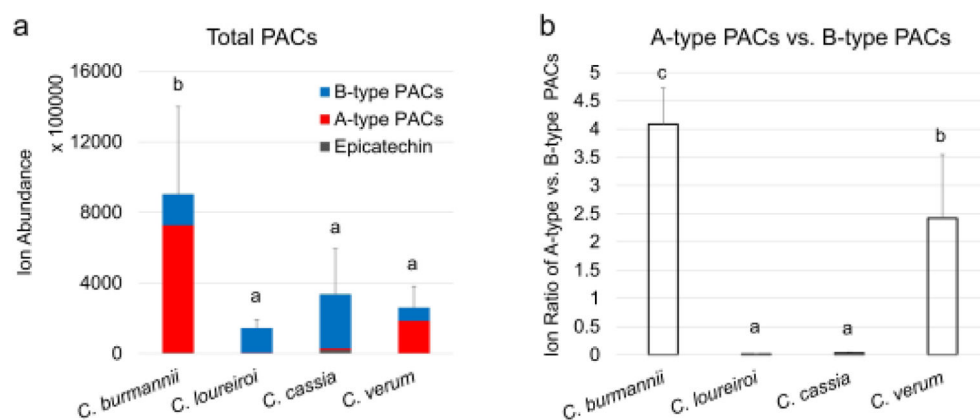 a
Total PACs
Ion Abundance
x 100000
16000
12000
8000
4000
0
b
a
a
a
B-type PACs
A-type PACs
Epicatechin
C. burmannii
C. loureiroi
C. cassia
C. verum
b
A-type PACs vs. B-type PACs
Ion Ratio of A-type vs. B-type PACs
5
4.5
4
3.5
3
2.5
2
1.5
1
0.5
0
c
a
a
b
C. burmannii
C. loureiroi
C. cassia
C. verum